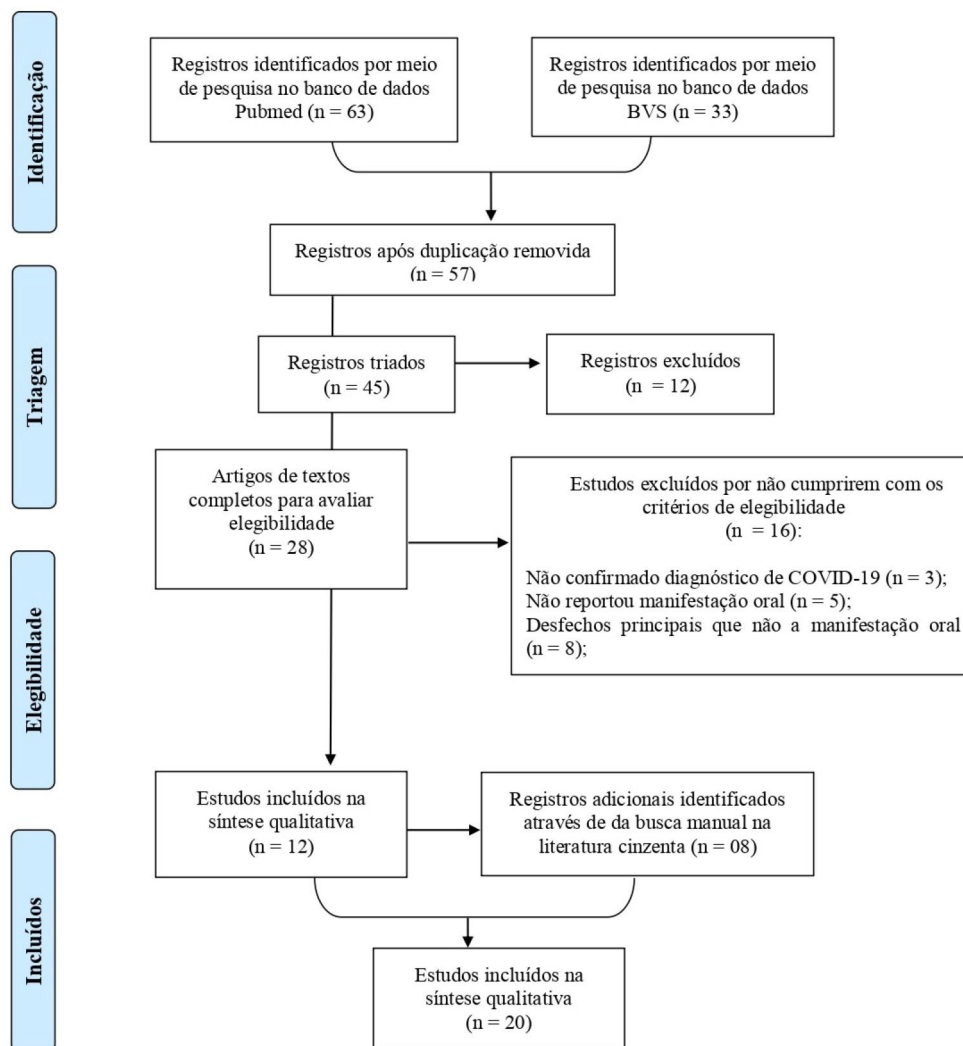 Identificação
Registros identificados por meio
de pesquisa no banco de dados
Pubmed (n = 63)
Registros identificados por meio
de pesquisa no banco de dados
BVS (n = 33)
Registros após duplicação removida
(n = 57)
Triagem
Registros triados
(n = 45)
Registros excluídos
(n = 12)
Artigos de textos
completos para avaliar
elegibilidade
(n = 28)
Estudos excluídos por não cumprirem com os
critérios de elegibilidade
(n = 16):
Não confirmado diagnóstico de COVID-19 (n = 3);
Não reportou manifestação oral (n = 5);
Desfechos principais que não a manifestação oral
(n = 8);
Elegibilidade
Estudos incluídos na
síntese qualitativa
(n = 12)
Registros adicionais identificados
através de da busca manual na
literatura cinzenta (n = 08)
Incluídos
Estudos incluídos na
síntese qualitativa
(n = 20)